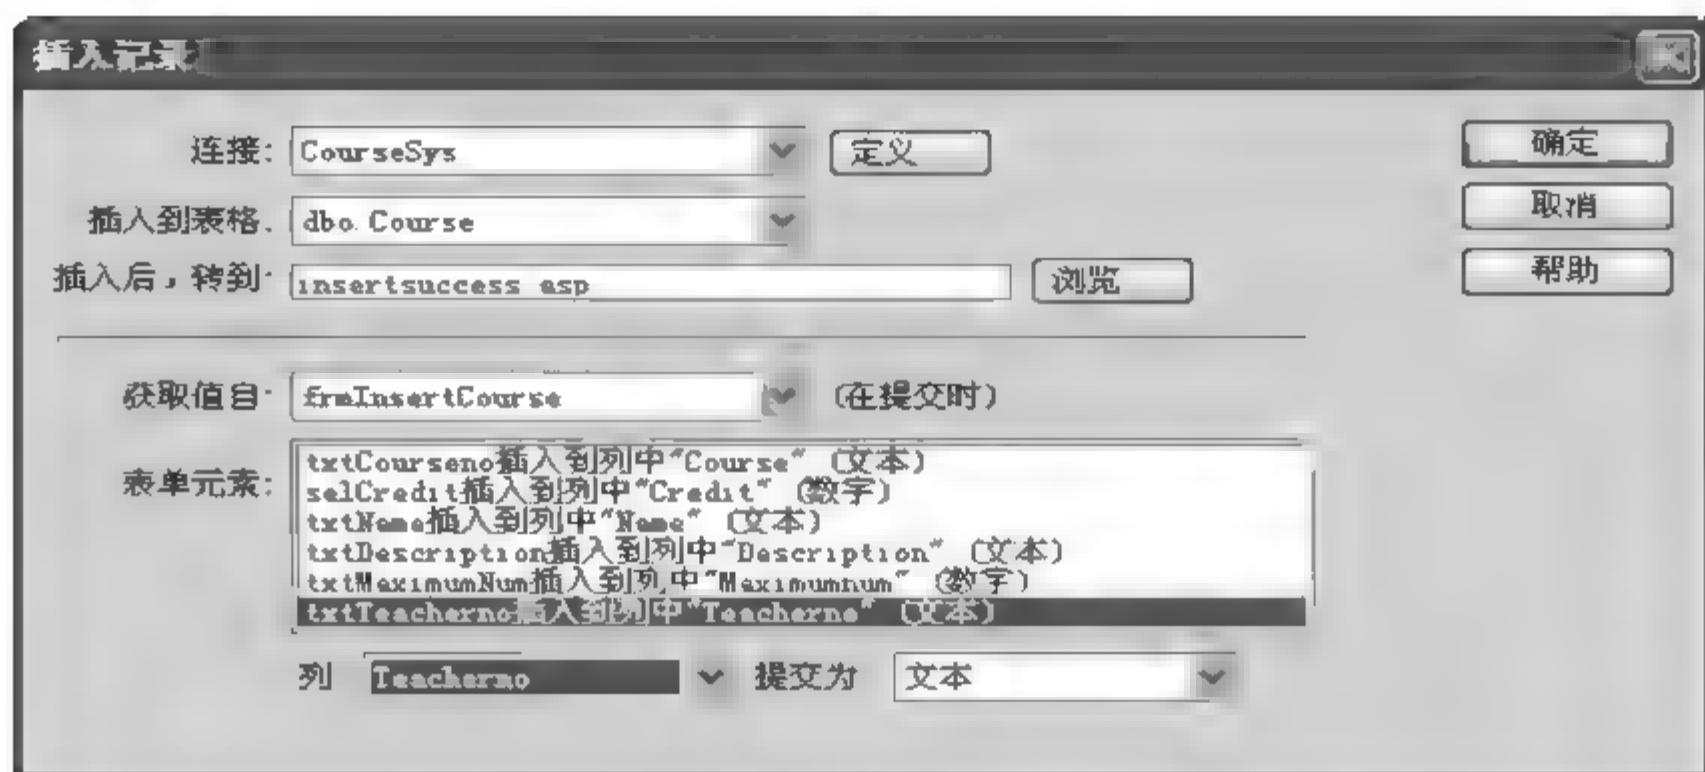 插入记录
连接: CourseSys 定义 确定
插入到表格. dbo.Course 取消
插入后，转到: insertsuccess asp 浏览 帮助
获取值自: frmInsertCourse (在提交时)
表单元素:
txtCourseno插入到列中"Course" (文本)
selCredit插入到列中"Credit" (数字)
txtName插入到列中"Name" (文本)
txtDescription插入到列中"Description" (文本)
txtMaximumNum插入到列中"Maximumnum" (数字)
txtTeacherno插入到列中"Teacherno" (文本)
列 Teacherno 提交为 文本